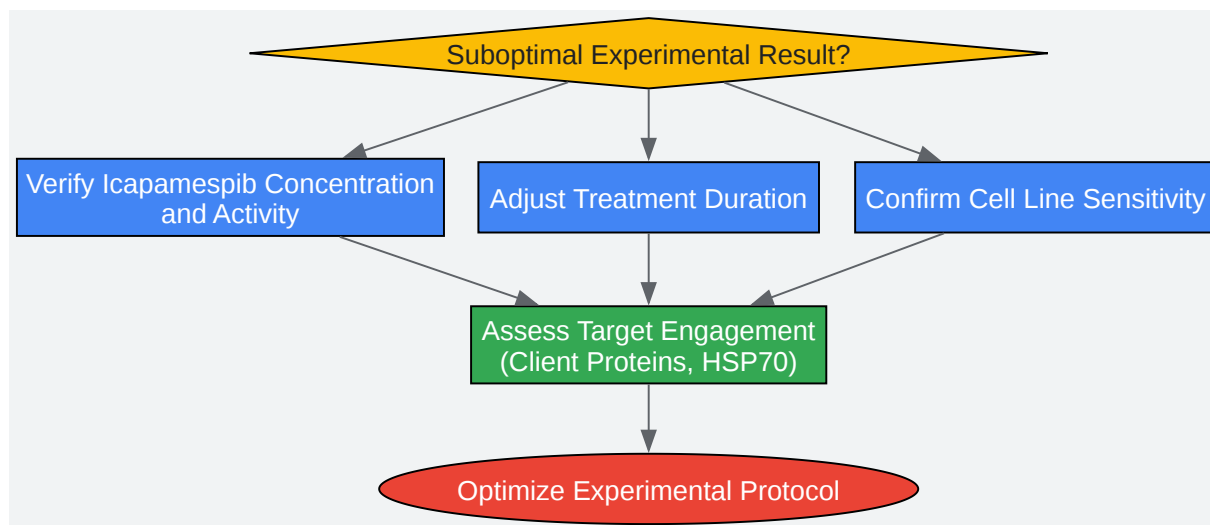 Suboptimal Experimental Result?
Verify Icapamespib Concentration
and Activity
Adjust Treatment Duration
Confirm Cell Line Sensitivity
Assess Target Engagement
(Client Proteins, HSP70)
Optimize Experimental Protocol